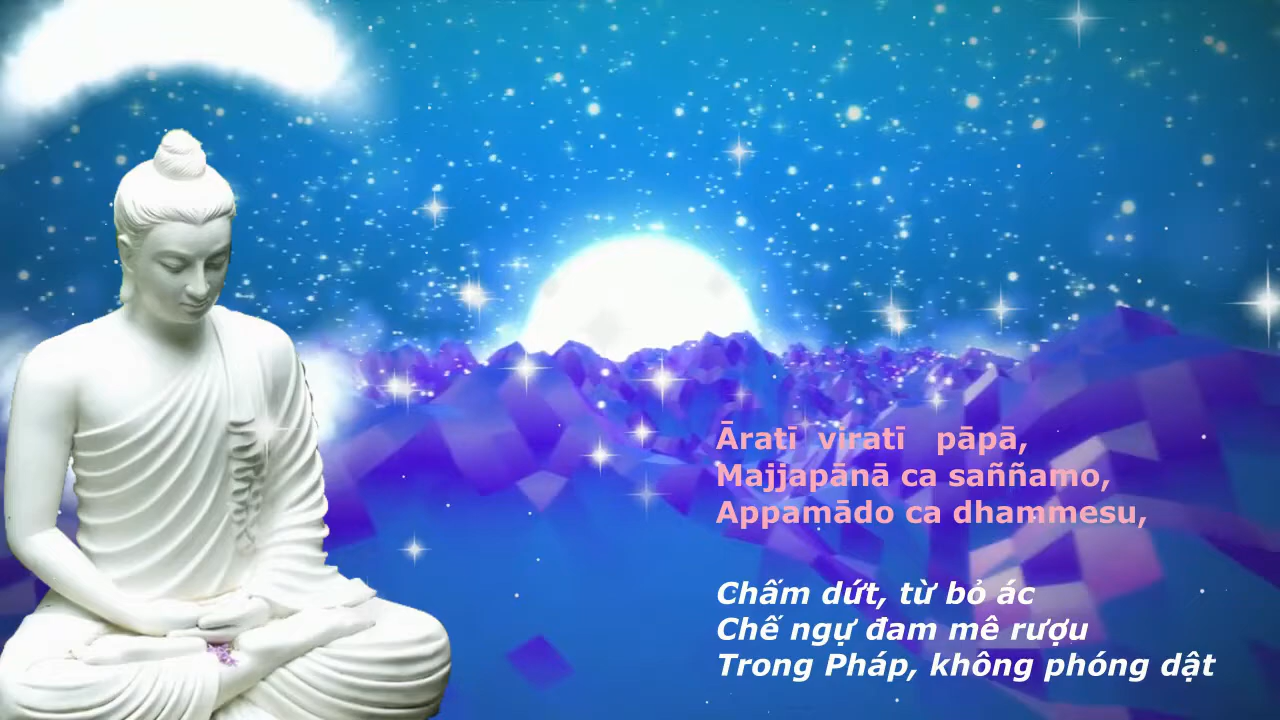 Āratī viratī pāpā,
Majjapānā ca saññamo,
Appamādo ca dhammesu,
Chấm dứt, từ bỏ ác
Chế ngự đam mê rượu
Trong Pháp, không phóng dật